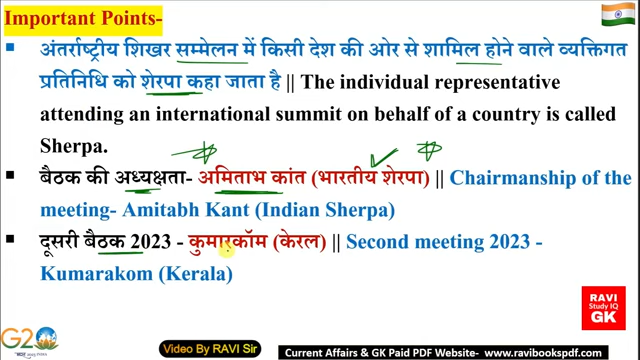 Important Points-
अंतर्राष्ट्रीय शिखर सम्मेलन में किसी देश की ओर से शामिल होने वाले व्यक्तिगत
प्रतिनिधि को शेरपा कहा जाता है || The individual representative
attending an international summit on behalf of a country is called
Sherpa.
बैठक की अध्यक्षता- अमिताभ कांत (भारतीय शेरपा) || Chairmanship of the
meeting- Amitabh Kant (Indian Sherpa)
दूसरी बैठक 2023 - कुमारकॉम (केरल) || Second meeting 2023 -
Kumarakom (Kerala)
RAVI
Study IQ
GK
G20
Video By RAVI Sir
Current Affairs & GK Paid PDF Website- www.ravibookspdf.com